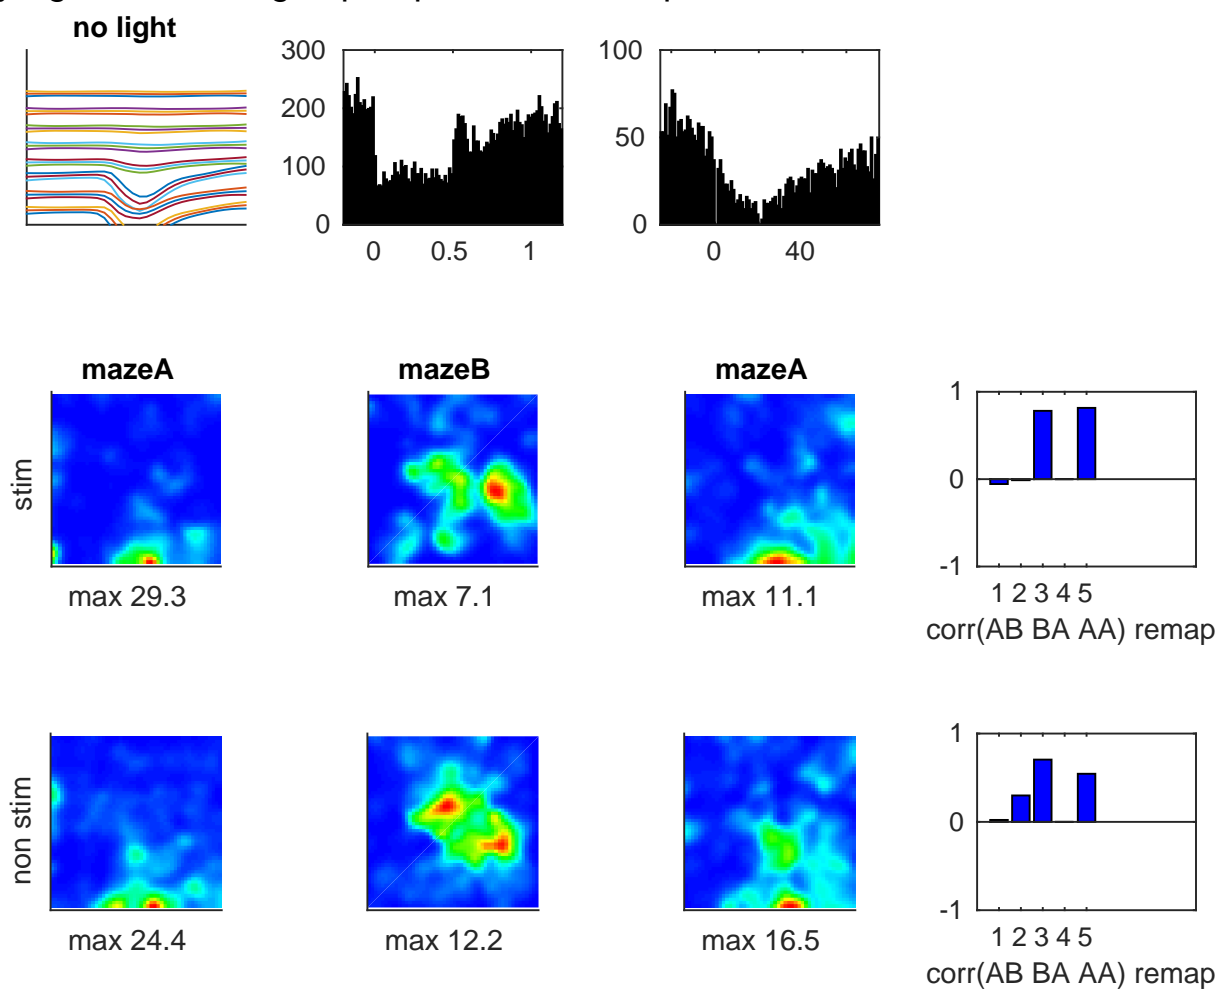 no light
300
200
100
0
0 0.5 1
100
50
0
0 40
mazeA mazeB mazeA
stim
max 29.3 max 7.1 max 11.1
1
0
-1
1 2 3 4 5
corr(AB BA AA) remap
non stim
max 24.4 max 12.2 max 16.5
1
0
-1
1 2 3 4 5
corr(AB BA AA) remap